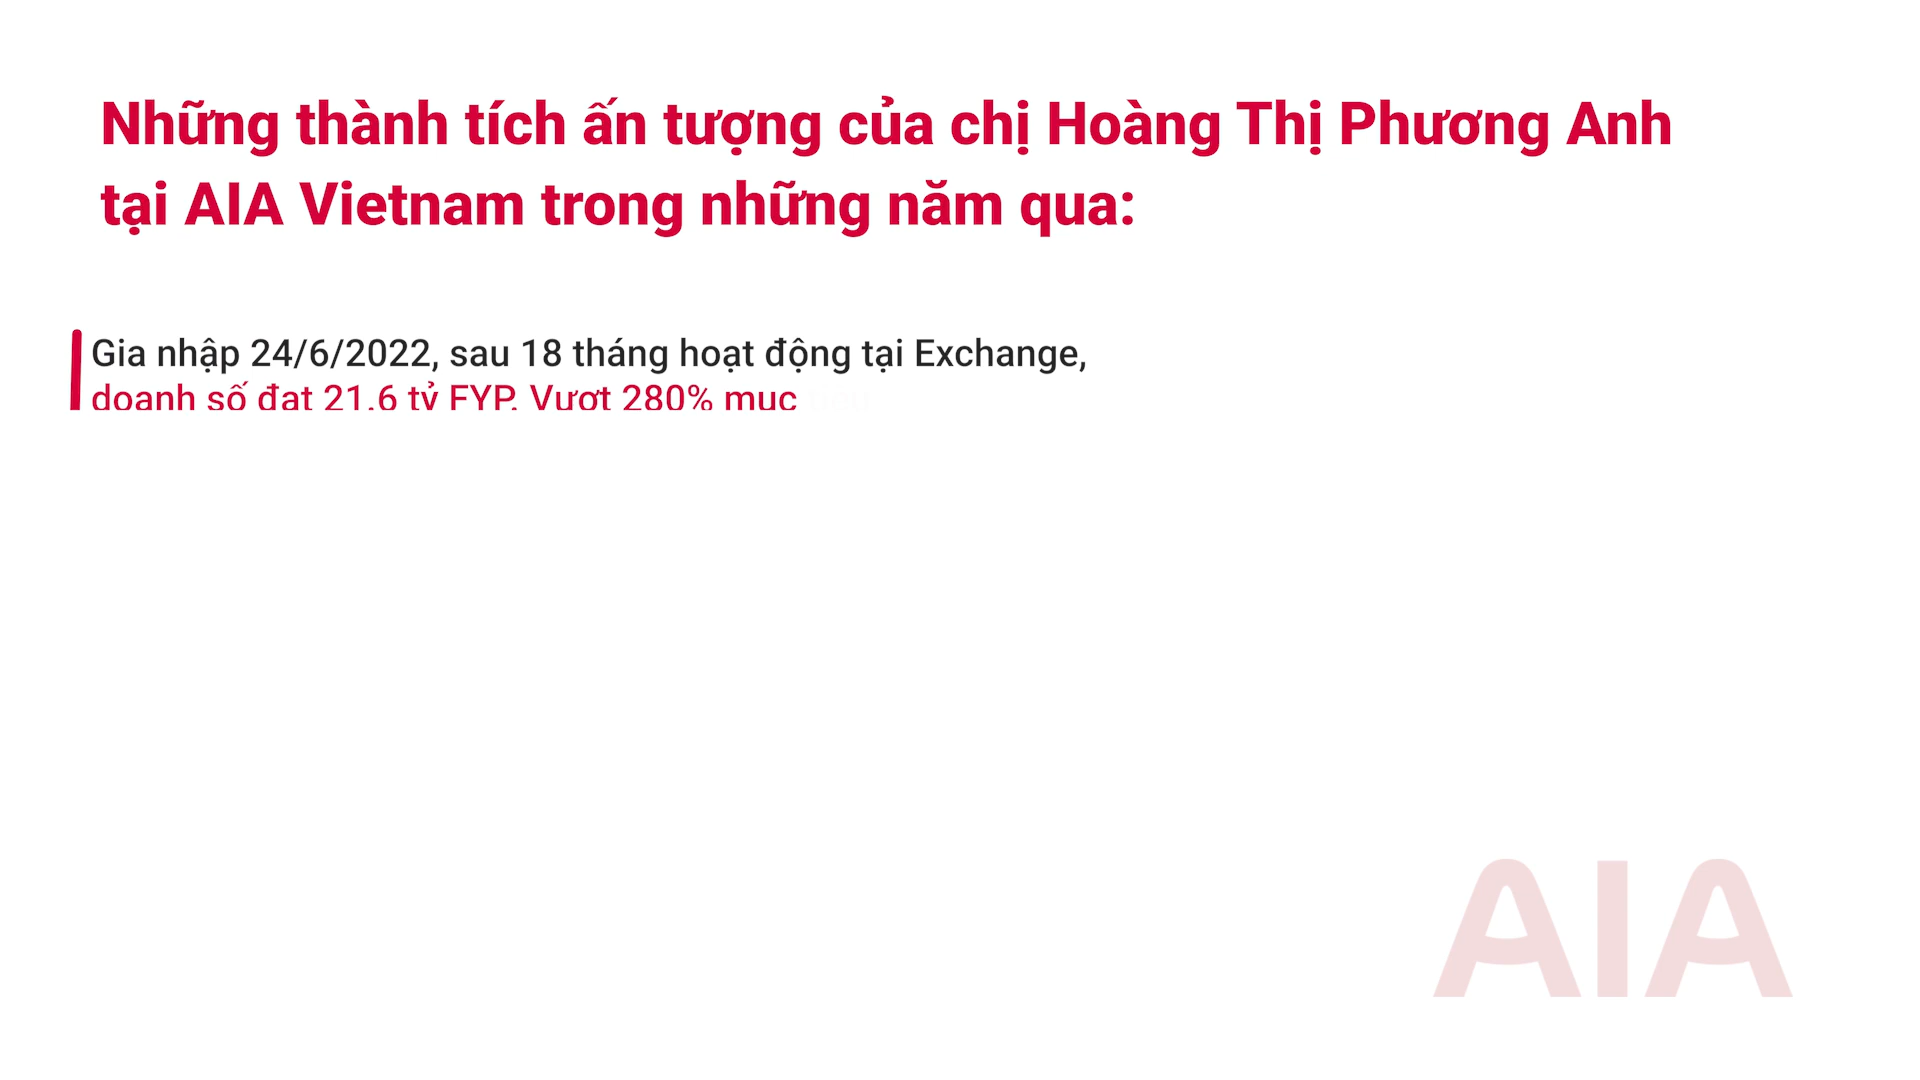 Những thành tích ấn tượng của chị Hoàng Thị Phương Anh
tại AIA Vietnam trong những năm qua:
Gia nhập 24/6/2022, sau 18 tháng hoạt động tại Exchange,
doanh số đạt 21.6 tỷ FYP. Vượt 280% mục
AIA